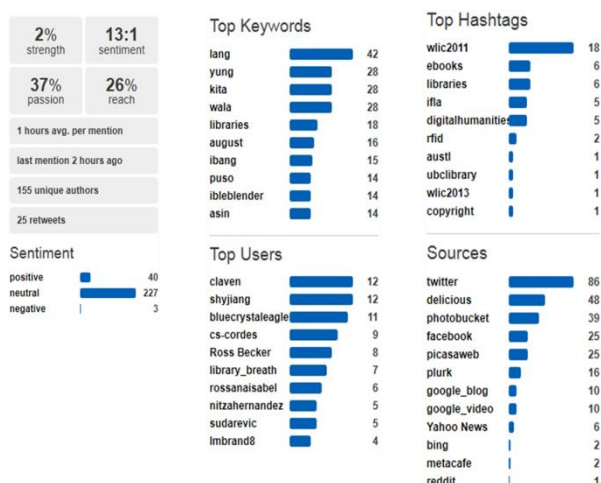 2%
strength
13:1
sentiment
37%
passion
26%
reach
1 hours avg. per mention
last mention 2 hours ago
155 unique authors
25 retweets
Sentiment
positive 40
neutral 227
negative 3
Top Keywords
lang 42
yung 28
kita 28
wala 28
libraries 18
august 16
ibang 15
puso 14
ibleblender 14
asin 14
Top Users
claven 12
shyjiang 12
bluecrystaleagle 11
cs-cordes 9
Ross Becker 8
library_breath 7
rossanaisabel 6
nitzahernandez 5
sudarevic 5
lmbrand8 4
Top Hashtags
wlic2011 18
ebooks 6
libraries 6
ifla 5
digitalhumanities 5
rfid 2
austl 1
ubclibrary 1
wlic2013 1
copyright 1
Sources
twitter 86
delicious 48
photobucket 39
facebook 25
picasaweb 25
plurk 16
google_blog 10
google_video 10
Yahoo News 6
bing 2
metacafe 2
reddit 1